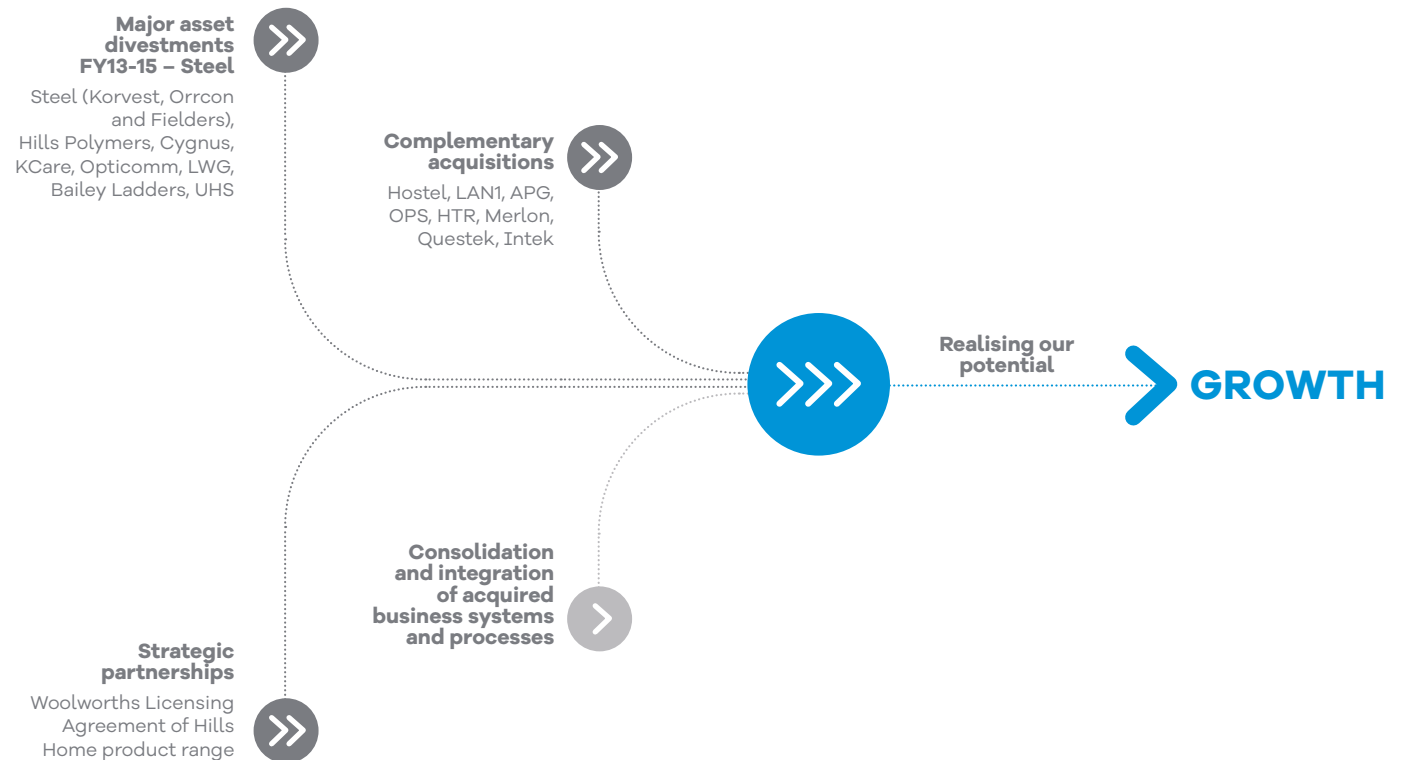 Major asset
divestments
FY13-15 – Steel
Steel (Korvest, Orrcon
and Fielders),
Hills Polymers, Cygnus,
KCare, Opticomm, LWG,
Bailey Ladders, UHS
Complementary
acquisitions
Hostel, LAN1, APG,
OPS, HTR, Merlon,
Questek, Intek
Realising our
potential
GROWTH
Consolidation
and integration
of acquired
business systems
and processes
Strategic
partnerships
Woolworths Licensing
Agreement of Hills
Home product range